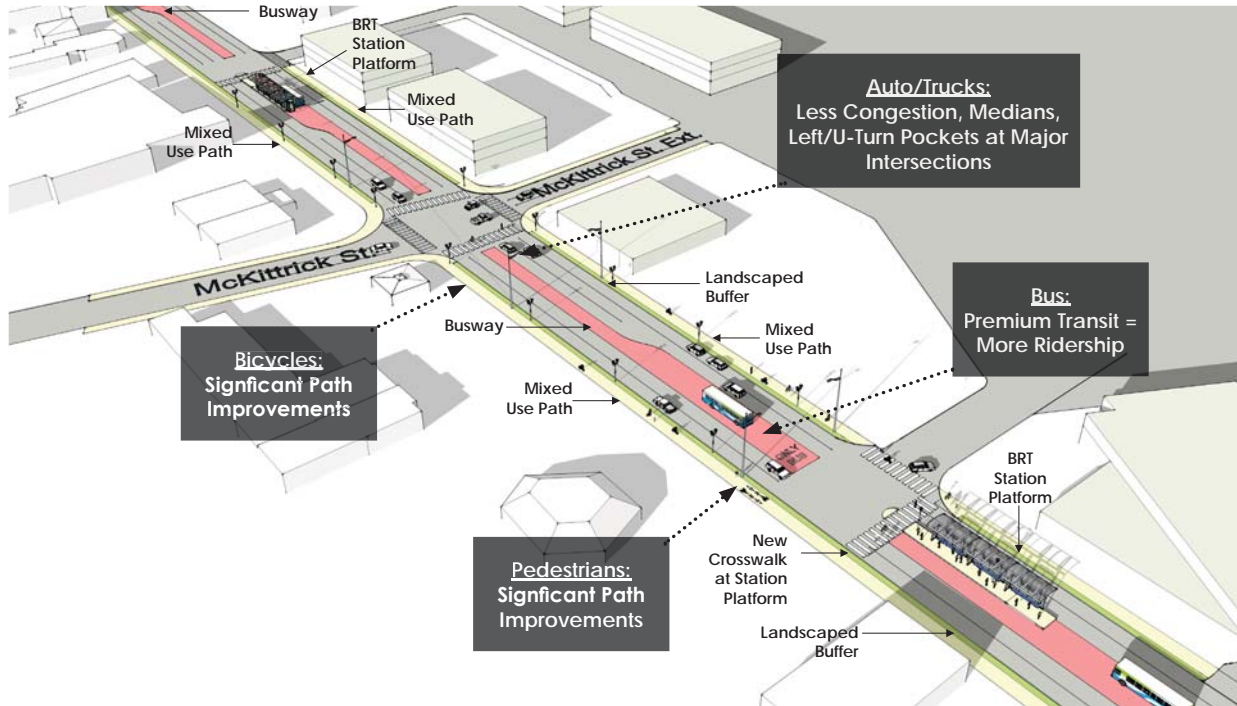 Busway
BRT
Station
Platform
Mixed
Use Path
Mixed
Use Path
Auto/Trucks:
Less Congestion, Medians,
Left/U-Turn Pockets at Major
Intersections
McKittrick St. Ext.
McKittrick St.
Landscaped
Buffer
Busway
Mixed
Use Path
Bus:
Premium Transit =
More Ridership
Bicycles:
Signficant Path
Improvements
Mixed
Use Path
ONLY
BUS
BRT
Station
Platform
New
Crosswalk
at Station
Platform
Pedestrians:
Signficant Path
Improvements
Landscaped
Buffer